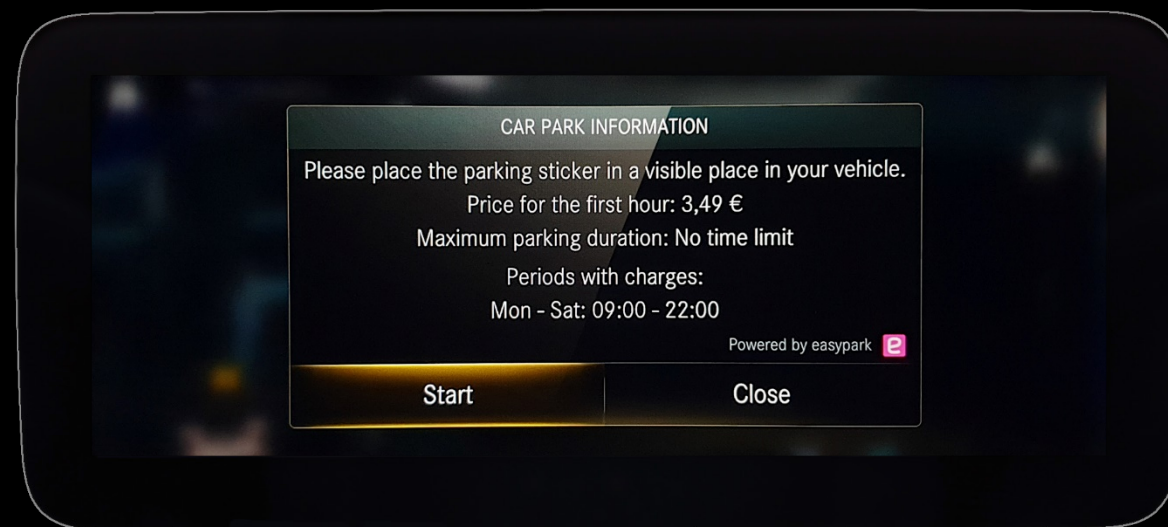 CAR PARK INFORMATION
Please place the parking sticker in a visible place in your vehicle.
Price for the first hour: 3,49 €
Maximum parking duration: No time limit
Periods with charges:
Mon - Sat: 09:00 - 22:00
Powered by easypark e
Start
Close